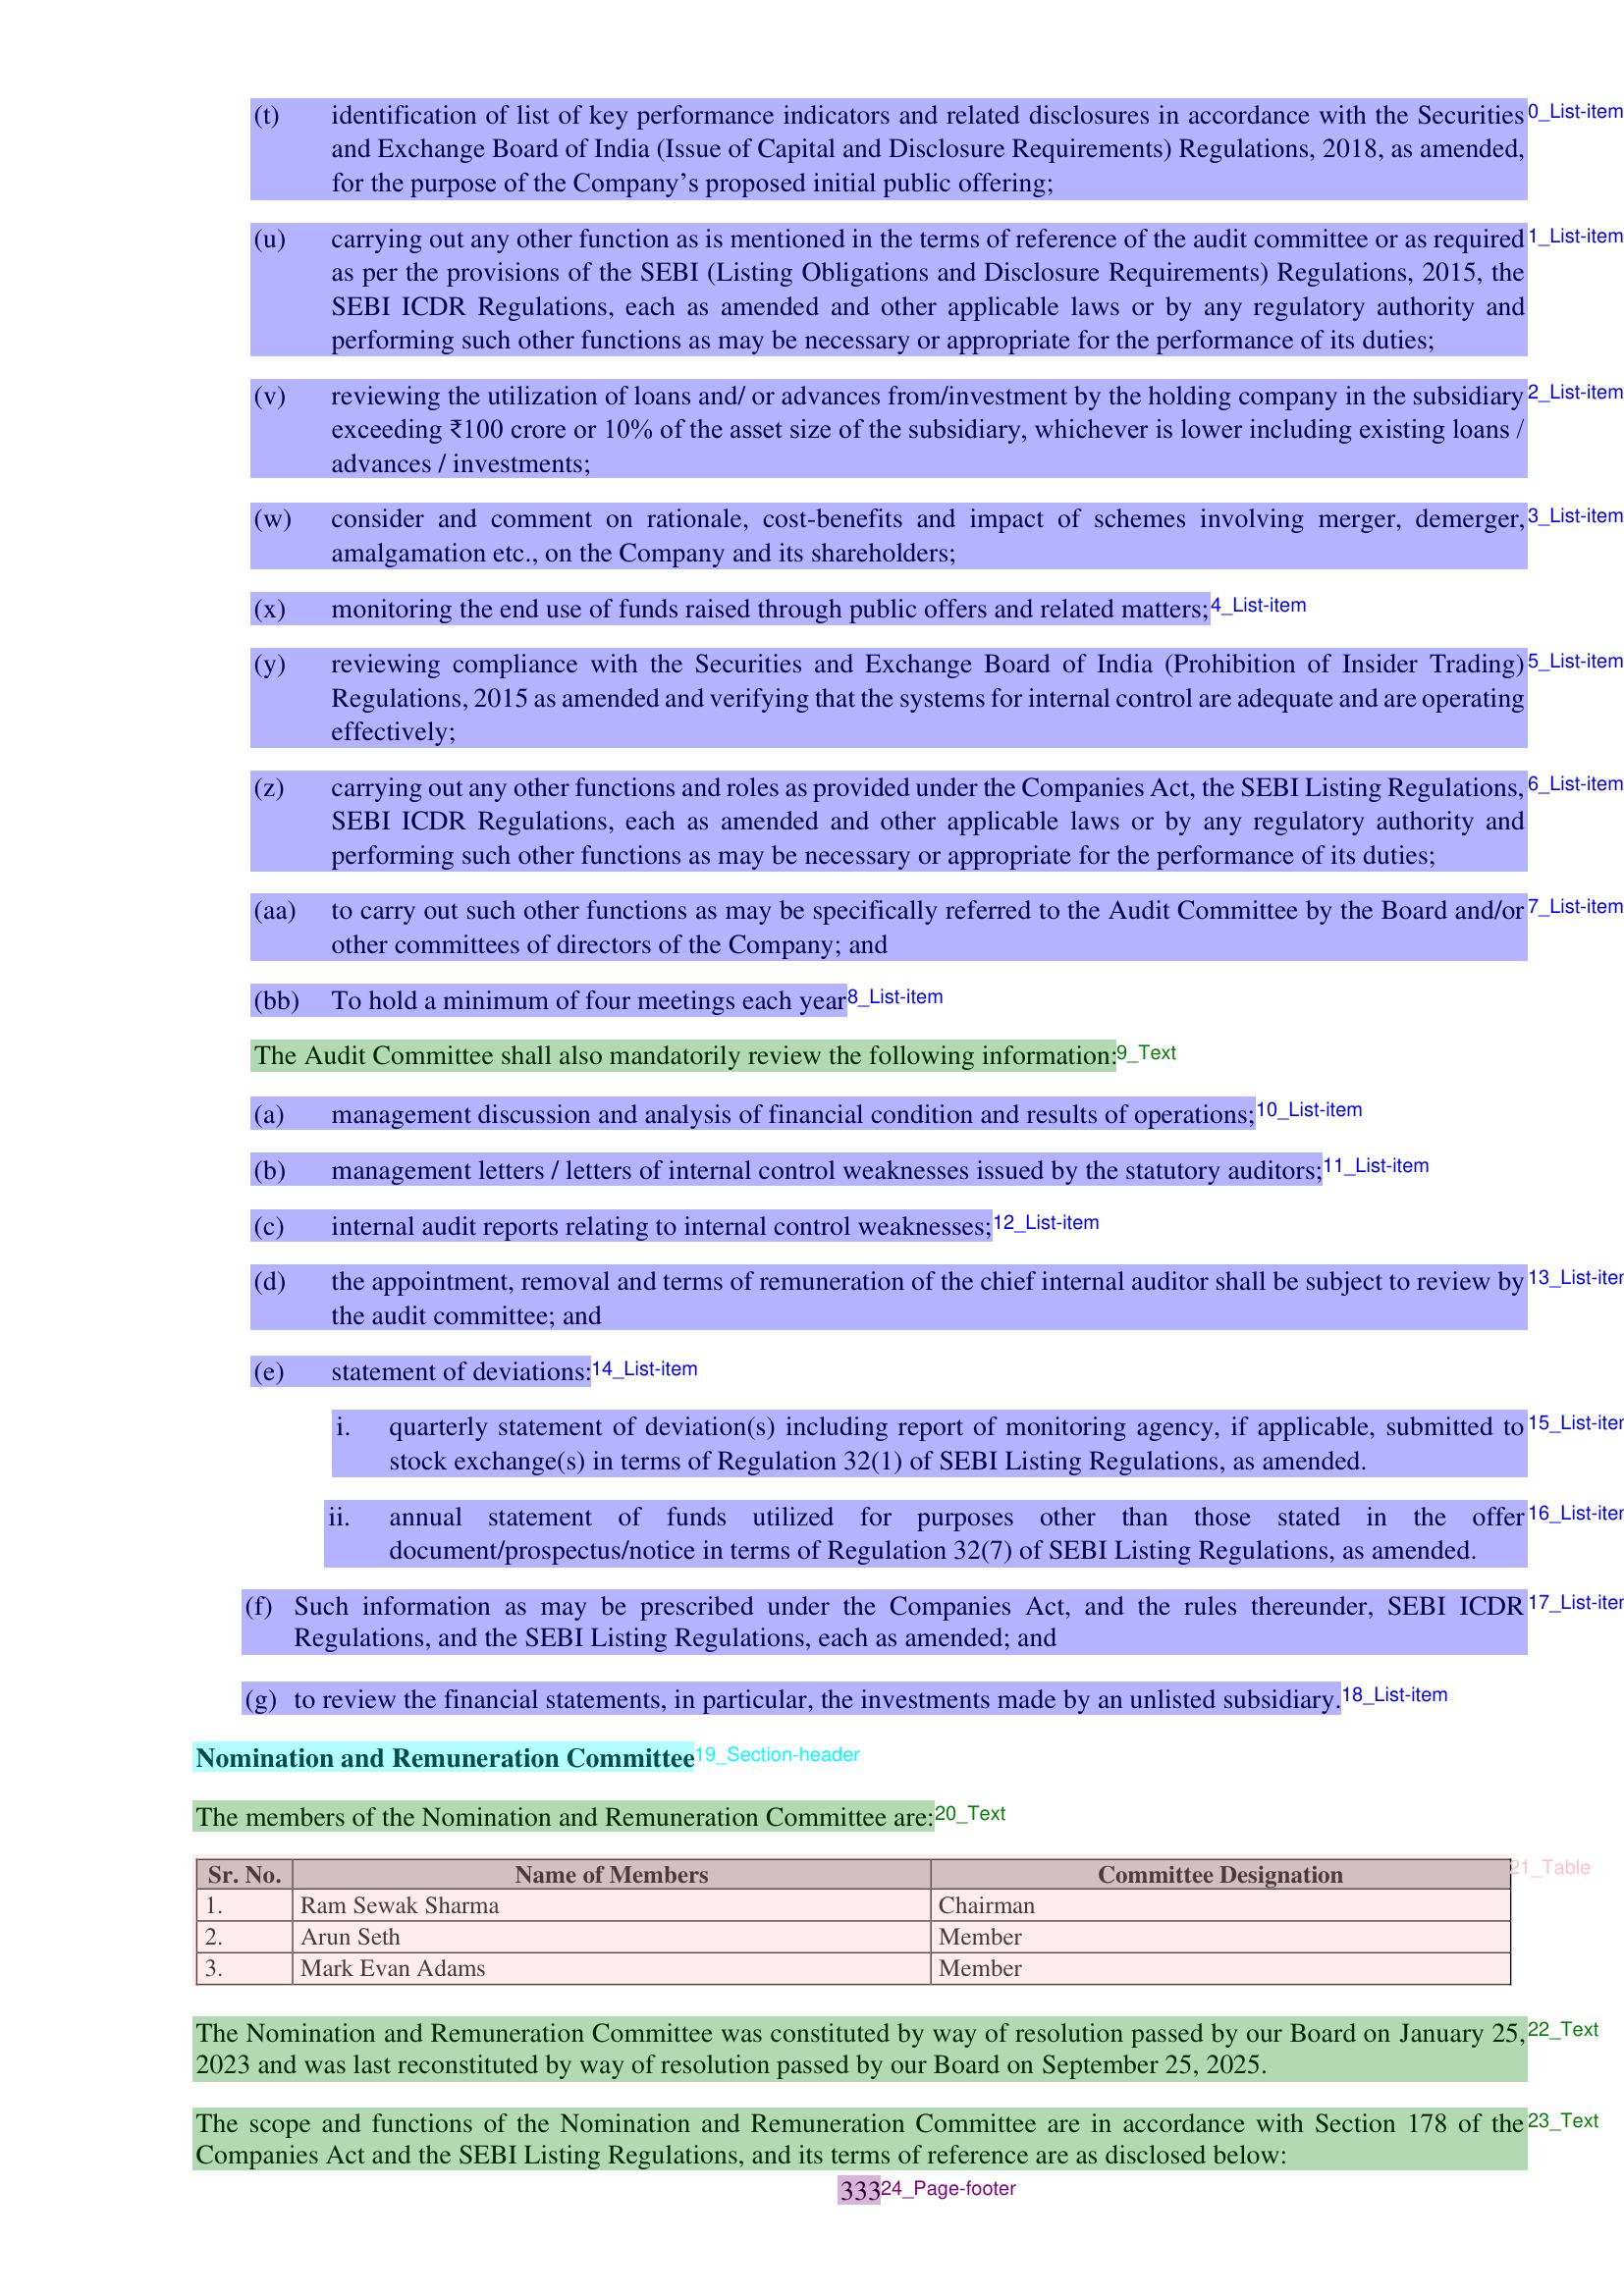 (t) identification of list of key performance indicators and related disclosures in accordance with the Securities 0_List-item
and Exchange Board of India (Issue of Capital and Disclosure Requirements) Regulations, 2018, as amended,
for the purpose of the Company’s proposed initial public offering;
(u) carrying out any other function as is mentioned in the terms of reference of the audit committee or as required 1_List-item
as per the provisions of the SEBI (Listing Obligations and Disclosure Requirements) Regulations, 2015, the
SEBI ICDR Regulations, each as amended and other applicable laws or by any regulatory authority and
performing such other functions as may be necessary or appropriate for the performance of its duties;
(v) reviewing the utilization of loans and/ or advances from/investment by the holding company in the subsidiary 2_List-item
exceeding ₹100 crore or 10% of the asset size of the subsidiary, whichever is lower including existing loans /
advances / investments;
(w) consider and comment on rationale, cost-benefits and impact of schemes involving merger, demerger, 3_List-item
amalgamation etc., on the Company and its shareholders;
(x) monitoring the end use of funds raised through public offers and related matters; 4_List-item
(y) reviewing compliance with the Securities and Exchange Board of India (Prohibition of Insider Trading) 5_List-item
Regulations, 2015 as amended and verifying that the systems for internal control are adequate and are operating
effectively;
(z) carrying out any other functions and roles as provided under the Companies Act, the SEBI Listing Regulations, 6_List-item
SEBI ICDR Regulations, each as amended and other applicable laws or by any regulatory authority and
performing such other functions as may be necessary or appropriate for the performance of its duties;
(aa) to carry out such other functions as may be specifically referred to the Audit Committee by the Board and/or 7_List-item
other committees of directors of the Company; and
(bb) To hold a minimum of four meetings each year 8_List-item
The Audit Committee shall also mandatorily review the following information: 9_Text
(a) management discussion and analysis of financial condition and results of operations; 10_List-item
(b) management letters / letters of internal control weaknesses issued by the statutory auditors; 11_List-item
(c) internal audit reports relating to internal control weaknesses; 12_List-item
(d) the appointment, removal and terms of remuneration of the chief internal auditor shall be subject to review by 13_List-iter
the audit committee; and
(e) statement of deviations: 14_List-item
i. quarterly statement of deviation(s) including report of monitoring agency, if applicable, submitted to 15_List-iter
stock exchange(s) in terms of Regulation 32(1) of SEBI Listing Regulations, as amended.
ii. annual statement of funds utilized for purposes other than those stated in the offer 16_List-iter
document/prospectus/notice in terms of Regulation 32(7) of SEBI Listing Regulations, as amended.
(f) Such information as may be prescribed under the Companies Act, and the rules thereunder, SEBI ICDR 17_List-iter
Regulations, and the SEBI Listing Regulations, each as amended; and
(g) to review the financial statements, in particular, the investments made by an unlisted subsidiary. 18_List-item
Nomination and Remuneration Committee 19_Section-header
The members of the Nomination and Remuneration Committee are: 20_Text
Sr. No. Name of Members Committee Designation 21_Table
1. Ram Sewak Sharma Chairman
2. Arun Seth Member
3. Mark Evan Adams Member
The Nomination and Remuneration Committee was constituted by way of resolution passed by our Board on January 25, 22_Text
2023 and was last reconstituted by way of resolution passed by our Board on September 25, 2025.
The scope and functions of the Nomination and Remuneration Committee are in accordance with Section 178 of the 23_Text
Companies Act and the SEBI Listing Regulations, and its terms of reference are as disclosed below:
333 24_Page-footer